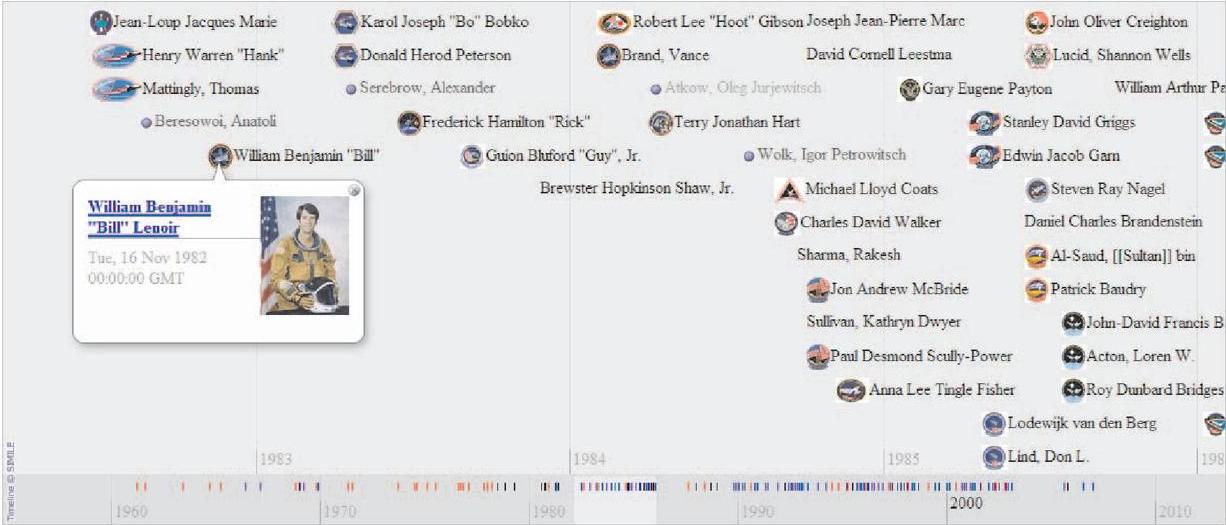 Jean-Loup Jacques Marie
Karol Joseph "Bo" Bobko
Robert Lee "Hoot" Gibson
Joseph Jean-Pierre Marc
John Oliver Creighton
Henry Warren "Hank"
Donald Herod Peterson
Brand, Vance
David Cornell Leestma
Lucid, Shannon Wells
Mattingly, Thomas
Serebrow, Alexander
Atkow, Oleg Jurjewitsch
Gary Eugene Payton
William Arthur Pa
Beresowoi, Anatoli
Frederick Hamilton "Rick"
Terry Jonathan Hart
Stanley David Griggs
William Benjamin "Bill"
Guion Bluford "Guy", Jr.
Wolk, Igor Petrowitsch
Edwin Jacob Garn
Brewster Hopkinson Shaw, Jr.
Michael Lloyd Coats
Steven Ray Nagel
William Benjamin
"Bill" Lenoir
Tue, 16 Nov 1982
00:00:00 GMT
Charles David Walker
Daniel Charles Brandenstein
Sharma, Rakesh
Al-Saud, [[Sultan]] bin
Jon Andrew McBride
Patrick Baudry
Sullivan, Kathryn Dwyer
John-David Francis B
Paul Desmond Scully-Power
Acton, Loren W.
Anna Lee Tingle Fisher
Roy Dunbard Bridges
Lodewijk van den Berg
Lind, Don L.
1983
1984
1985
198
Timeline © SIMILE
1960
1970
1980
1990
2000
2010